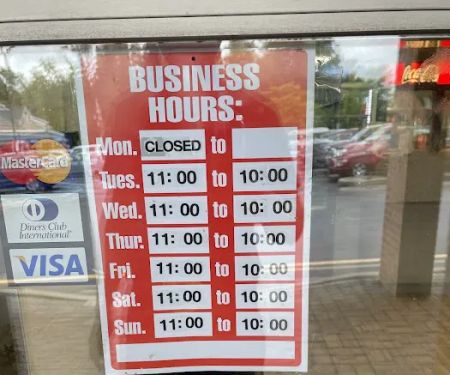 BUSINESS
HOURS:
Mon. CLOSED to
Tues. 11:00 to 10:00
Wed. 11:00 to 10:00
Thur. 11:00 to 10:00
Fri. 11:00 to 10:00
Sat. 11:00 to 10:00
Sun. 11:00 to 10:00
MasterCard
Diners Club
International
VISA
Coca-Cola